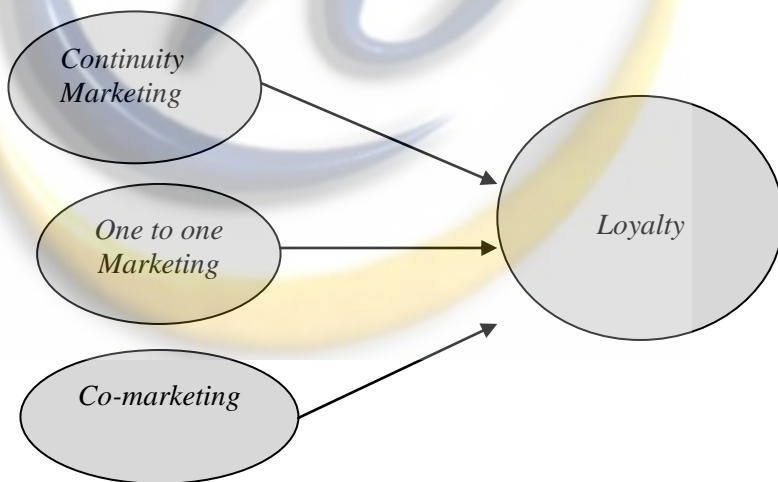 Continuity
Marketing
One to one
Marketing
Loyalty
Co-marketing